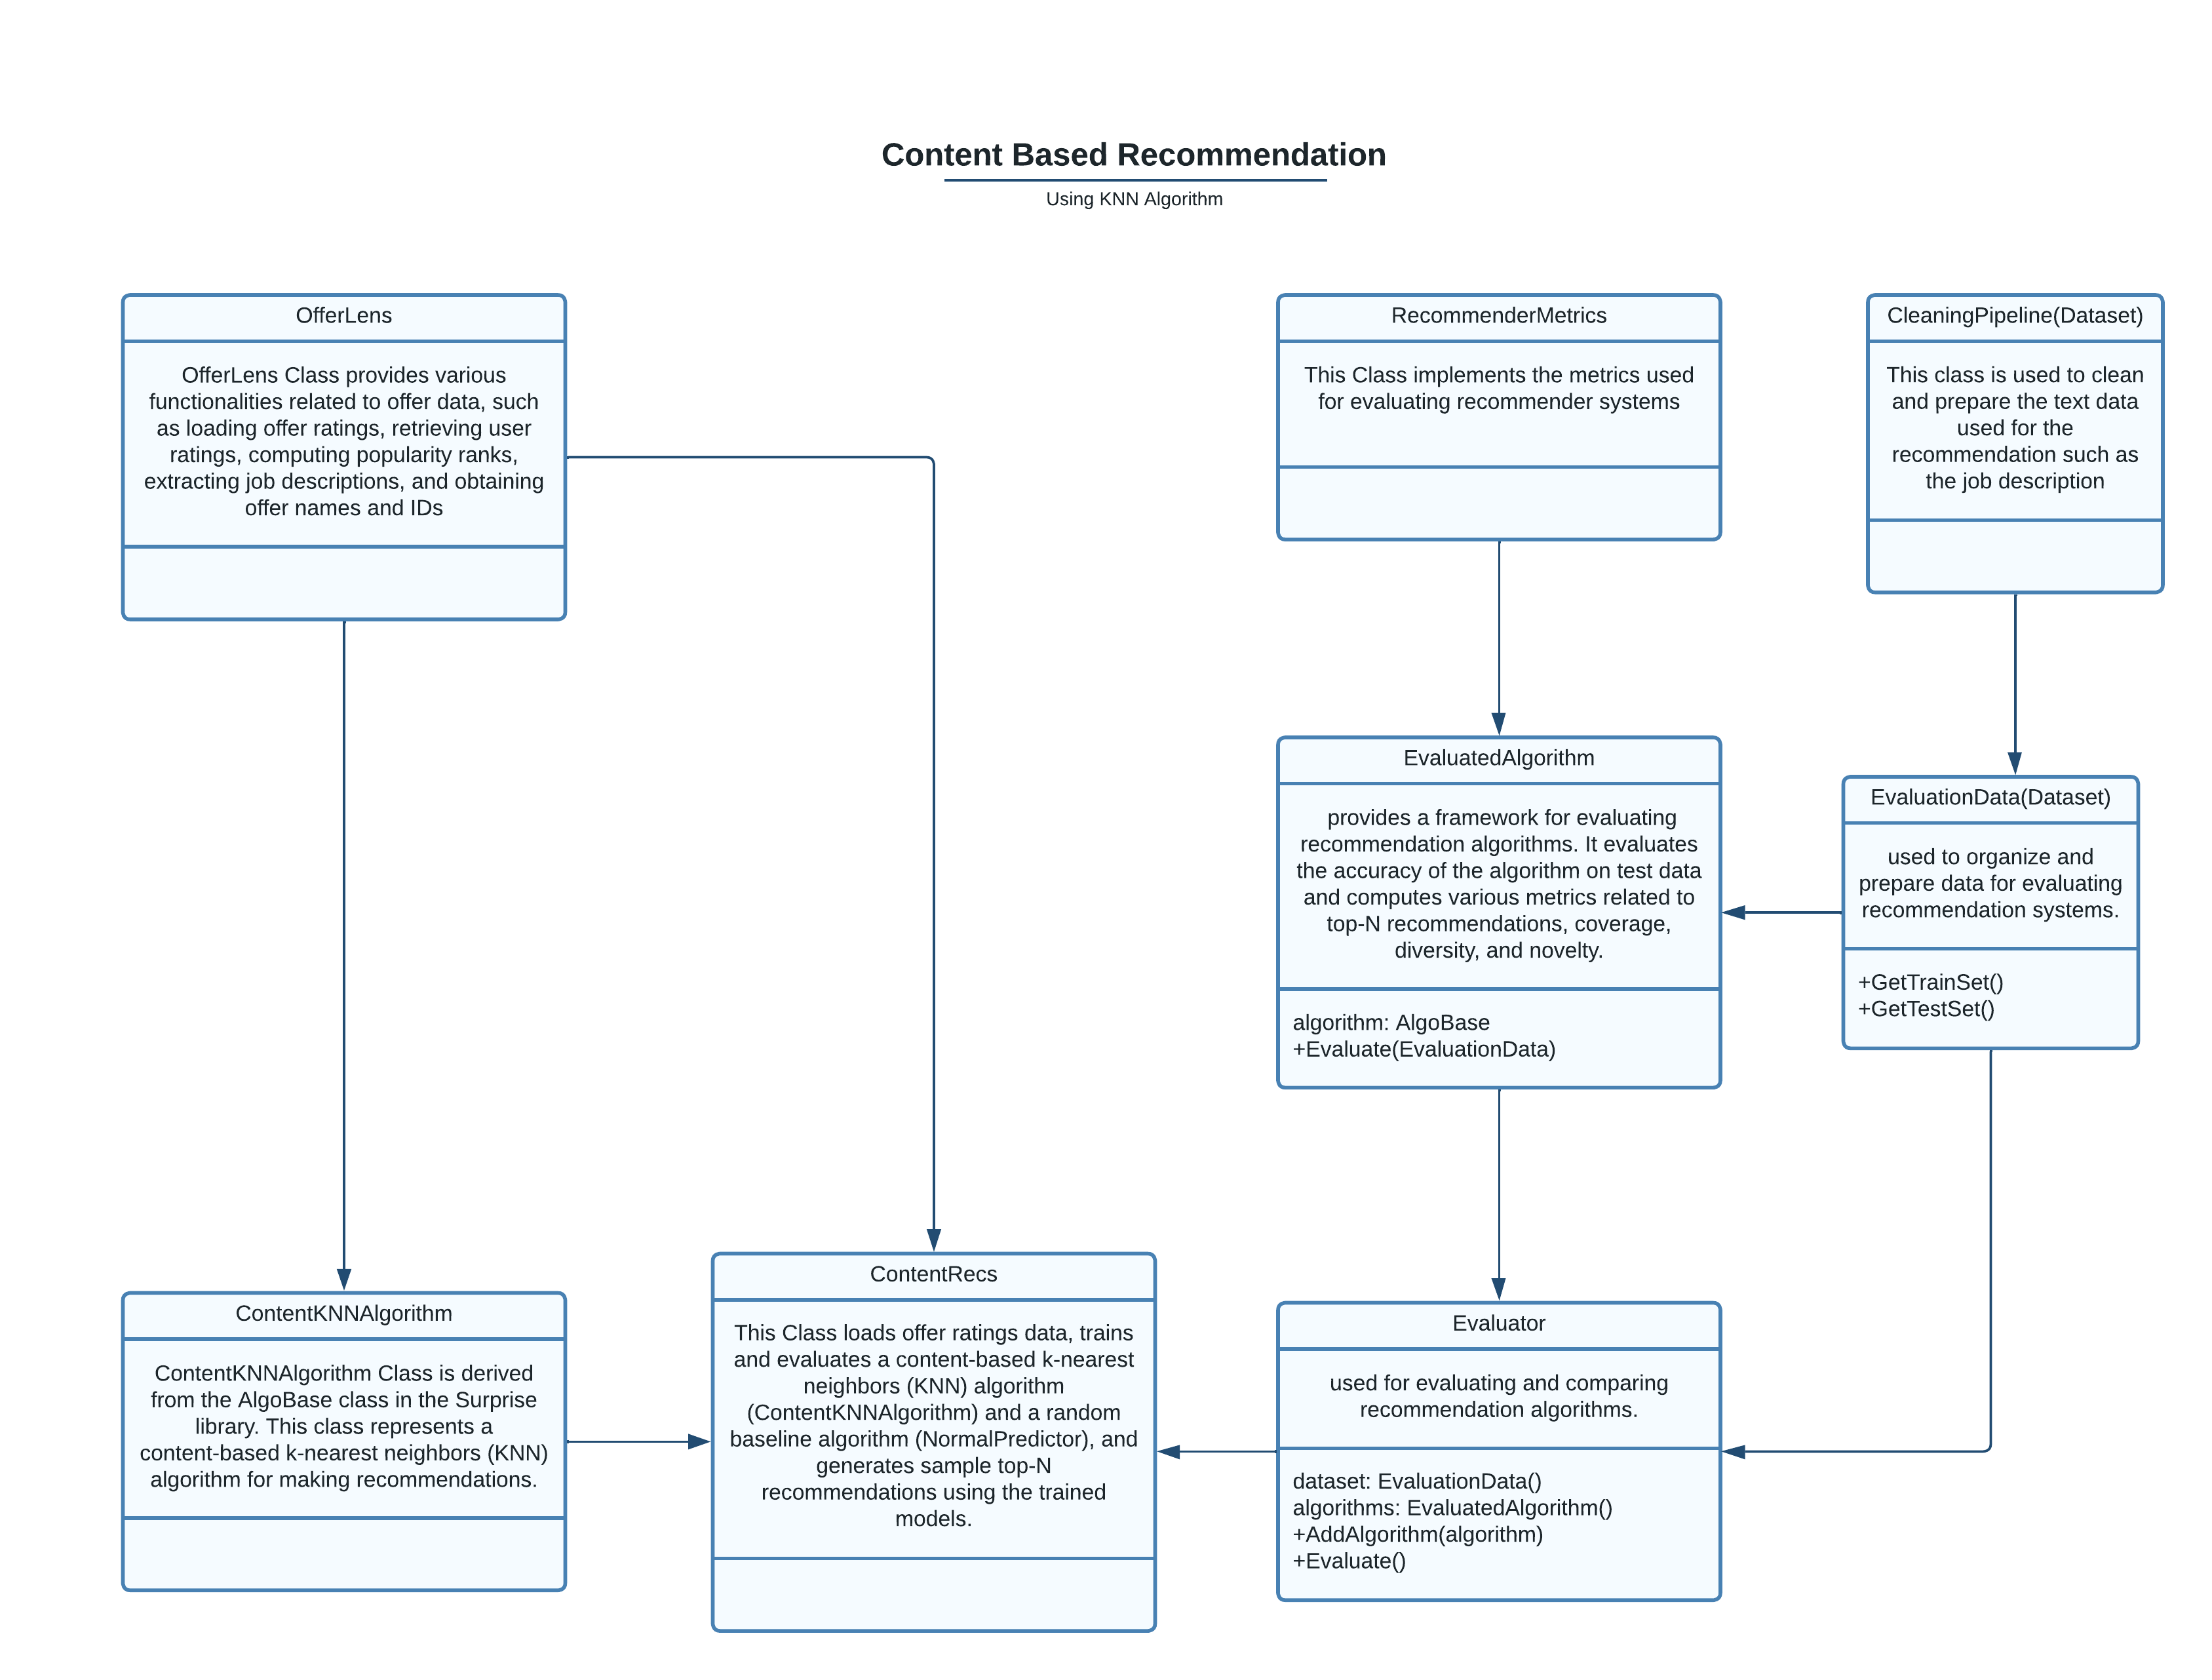 Content Based Recommendation
Using KNN Algorithm
OfferLens
OfferLens Class provides various
functionalities related to offer data, such
as loading offer ratings, retrieving user
ratings, computing popularity ranks,
extracting job descriptions, and obtaining
offer names and IDs
RecommenderMetrics
This Class implements the metrics used
for evaluating recommender systems
CleaningPipeline(Dataset)
This class is used to clean
and prepare the text data
used for the
recommendation such as
the job description
EvaluatedAlgorithm
provides a framework for evaluating
recommendation algorithms. It evaluates
the accuracy of the algorithm on test data
and computes various metrics related to
top-N recommendations, coverage,
diversity, and novelty.
algorithm: AlgoBase
+Evaluate(EvaluationData)
EvaluationData(Dataset)
used to organize and
prepare data for evaluating
recommendation systems.
+GetTrainSet()
+GetTestSet()
ContentKNNAlgorithm
ContentKNNAlgorithm Class is derived
from the AlgoBase class in the Surprise
library. This class represents a
content-based k-nearest neighbors (KNN)
algorithm for making recommendations.
ContentRecs
This Class loads offer ratings data, trains
and evaluates a content-based k-nearest
neighbors (KNN) algorithm
(ContentKNNAlgorithm) and a random
baseline algorithm (NormalPredictor), and
generates sample top-N
recommendations using the trained
models.
Evaluator
used for evaluating and comparing
recommendation algorithms.
dataset: EvaluationData()
algorithms: EvaluatedAlgorithm()
+AddAlgorithm(algorithm)
+Evaluate()